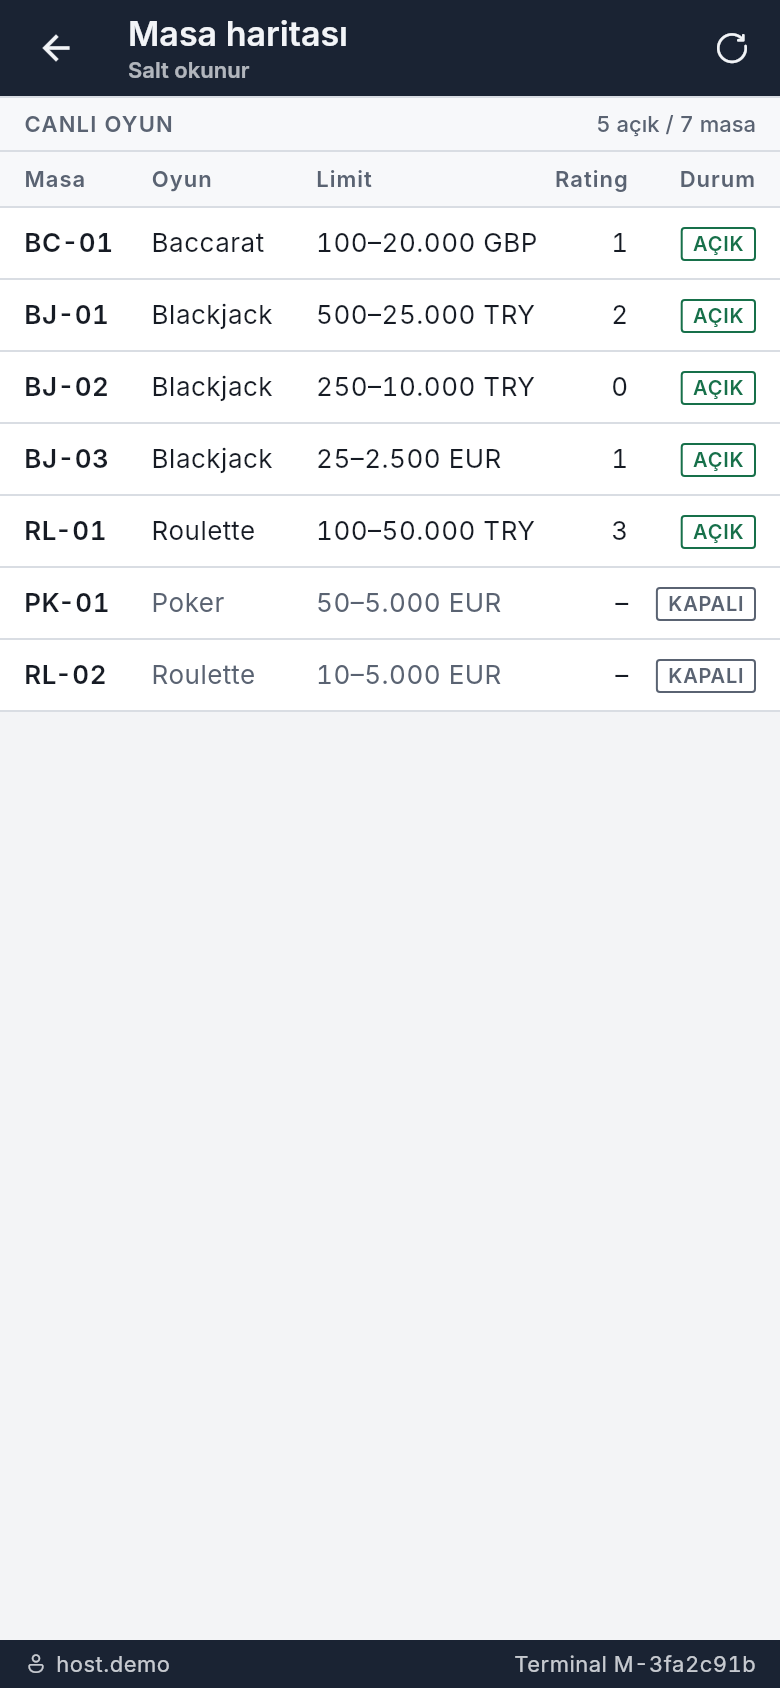 Masa haritası
Salt okunur
CANLI OYUN 5 açık / 7 masa
Masa Oyun Limit Rating Durum
BC-01 Baccarat 100–20.000 GBP 1 AÇIK
BJ-01 Blackjack 500–25.000 TRY 2 AÇIK
BJ-02 Blackjack 250–10.000 TRY 0 AÇIK
BJ-03 Blackjack 25–2.500 EUR 1 AÇIK
RL-01 Roulette 100–50.000 TRY 3 AÇIK
PK-01 Poker 50–5.000 EUR – KAPALI
RL-02 Roulette 10–5.000 EUR – KAPALI
host.demo Terminal M-3fa2c91b